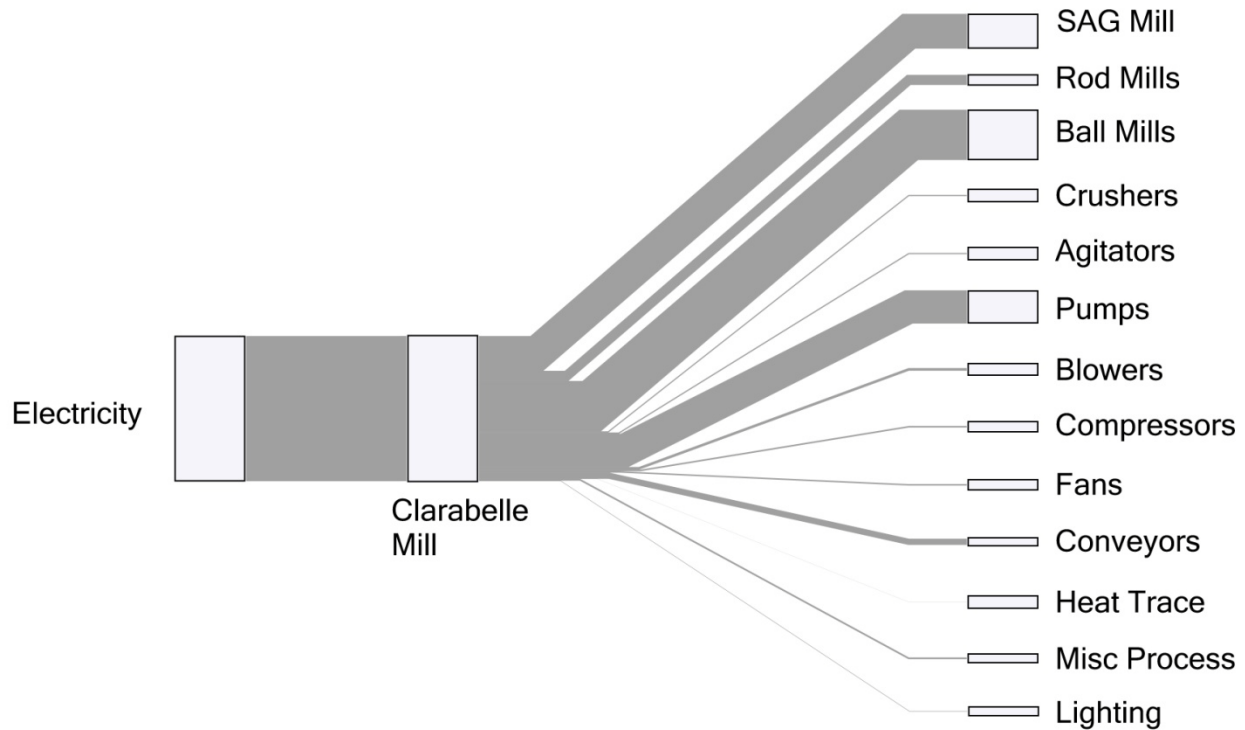 SAG Mill
Rod Mills
Ball Mills
Crushers
Agitators
Pumps
Blowers
Electricity
Compressors
Fans
Clarabelle
Mill
Conveyors
Heat Trace
Misc Process
Lighting